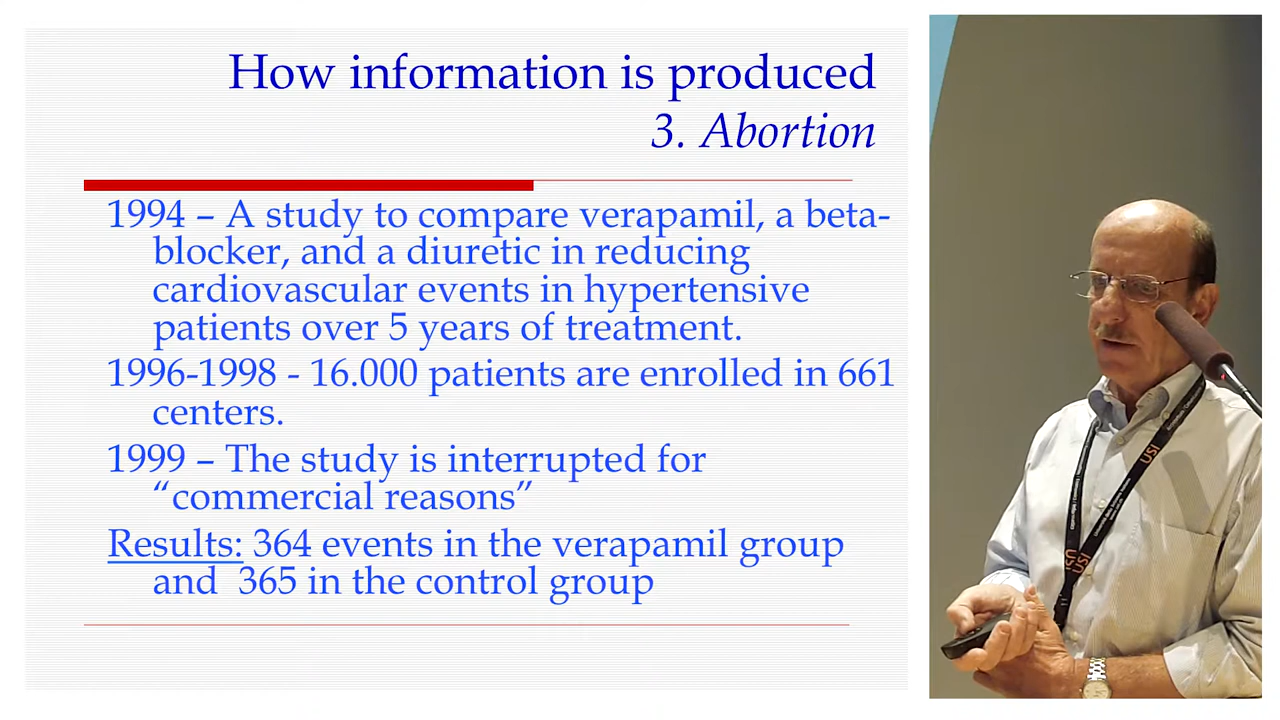 How information is produced
3. Abortion
1994 – A study to compare verapamil, a beta-
blocker, and a diuretic in reducing
cardiovascular events in hypertensive
patients over 5 years of treatment.
1996-1998 - 16.000 patients are enrolled in 661
centers.
1999 – The study is interrupted for
“commercial reasons”
Results: 364 events in the verapamil group
and  365 in the control group
USI
USI